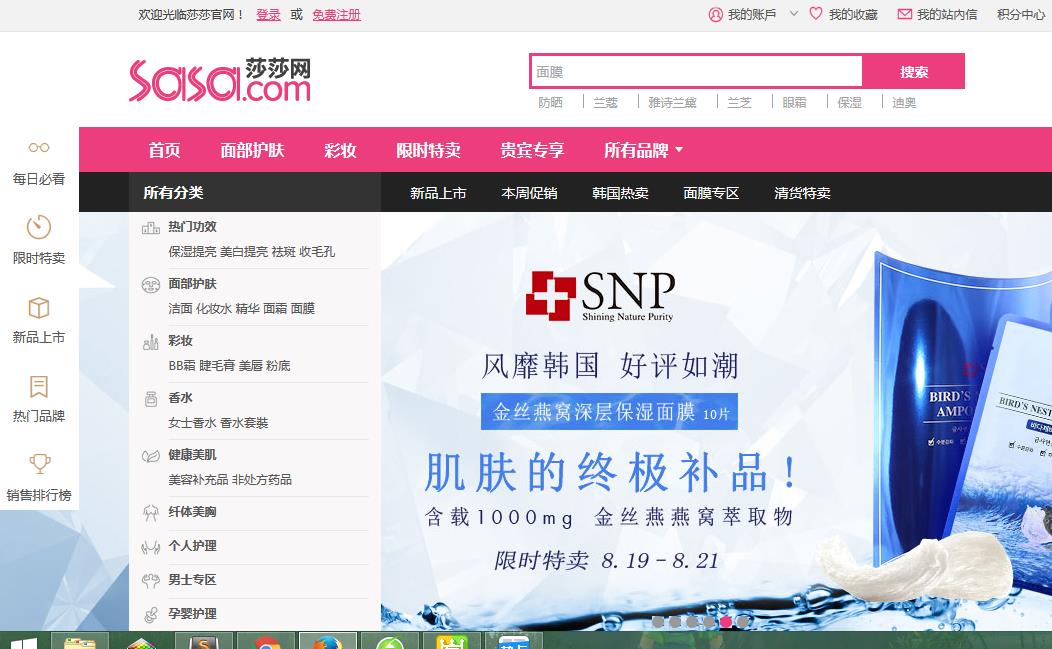 欢迎光临莎莎官网！ 登录 或 免费注册
我的账戶 我的收藏 我的站内信 积分中心
sasa.com 莎莎网
面膜 搜索
防晒 兰蔻 雅诗兰黛 兰芝 眼霜 保湿 迪奥
首页 面部护肤 彩妆 限时特卖 贵宾专享 所有品牌
所有分类 新品上市 本周促销 韩国热卖 面膜专区 清货特卖
每日必看
限时特卖
新品上市
热门品牌
销售排行榜
热门功效
保湿提亮 美白提亮 祛斑 收毛孔
面部护肤
洁面 化妆水 精华 面霜 面膜
彩妆
BB霜 睫毛膏 美唇 粉底
香水
女士香水 香水套裝
健康美肌
美容补充品 非处方药品
纤体美胸
个人护理
男士专区
孕婴护理
SNP
Shining Nature Purity
风靡韩国 好评如潮
金丝燕窝深层保湿面膜 10片
肌肤的终极补品！
含载1000mg 金丝燕燕窝萃取物
限时特卖 8.19-8.21
BIRD'S
AMPO
BIRD'S NEST